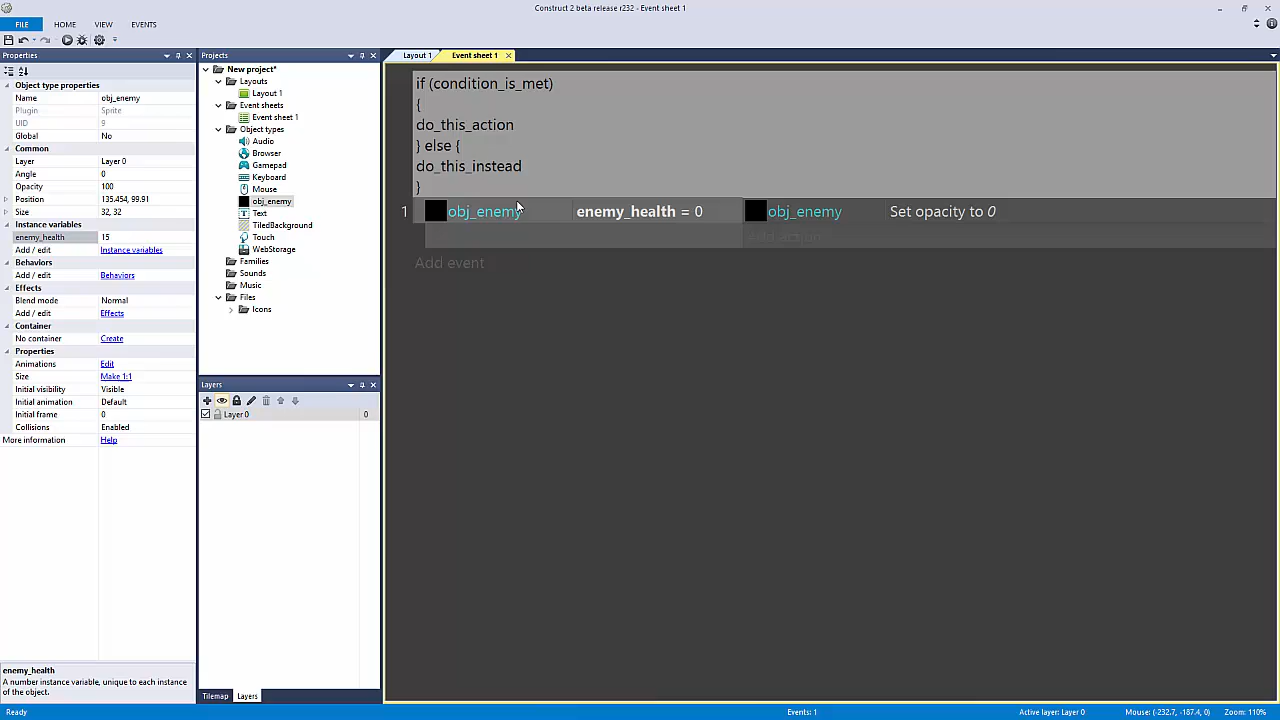 Construct 2 beta release r232 - Event sheet 1
FILE
HOME
VIEW
EVENTS
Properties
Object type properties
Name obj_enemy
Plugin Sprite
UID 9
Global No
Common
Layer Layer 0
Angle 0
Opacity 100
Position 135.454, 99.91
Size 32, 32
Instance variables
enemy_health 15
Add / edit Instance variables
Behaviors
Add / edit Behaviors
Effects
Blend mode Normal
Add / edit Effects
Container
No container Create
Properties
Animations Edit
Size Make 1:1
Initial visibility Visible
Initial animation Default
Initial frame 0
Collisions Enabled
More information Help
enemy_health
A number instance variable, unique to each instance
of the object.
Projects
New project*
Layouts
Layout 1
Event sheets
Event sheet 1
Object types
Audio
Browser
Gamepad
Keyboard
Mouse
obj_enemy
Text
TiledBackground
Touch
WebStorage
Families
Sounds
Music
Files
Icons
Layers
Layer 0 0
Tilemap Layers
Layout 1 Event sheet 1
if (condition_is_met)
{
do_this_action
} else {
do_this_instead
}
1 obj_enemy enemy_health = 0 obj_enemy Set opacity to 0
Add action
Add event
Ready
Events: 1
Active layer: Layer 0
Mouse: (-232.7, -187.4, 0)
Zoom: 110%